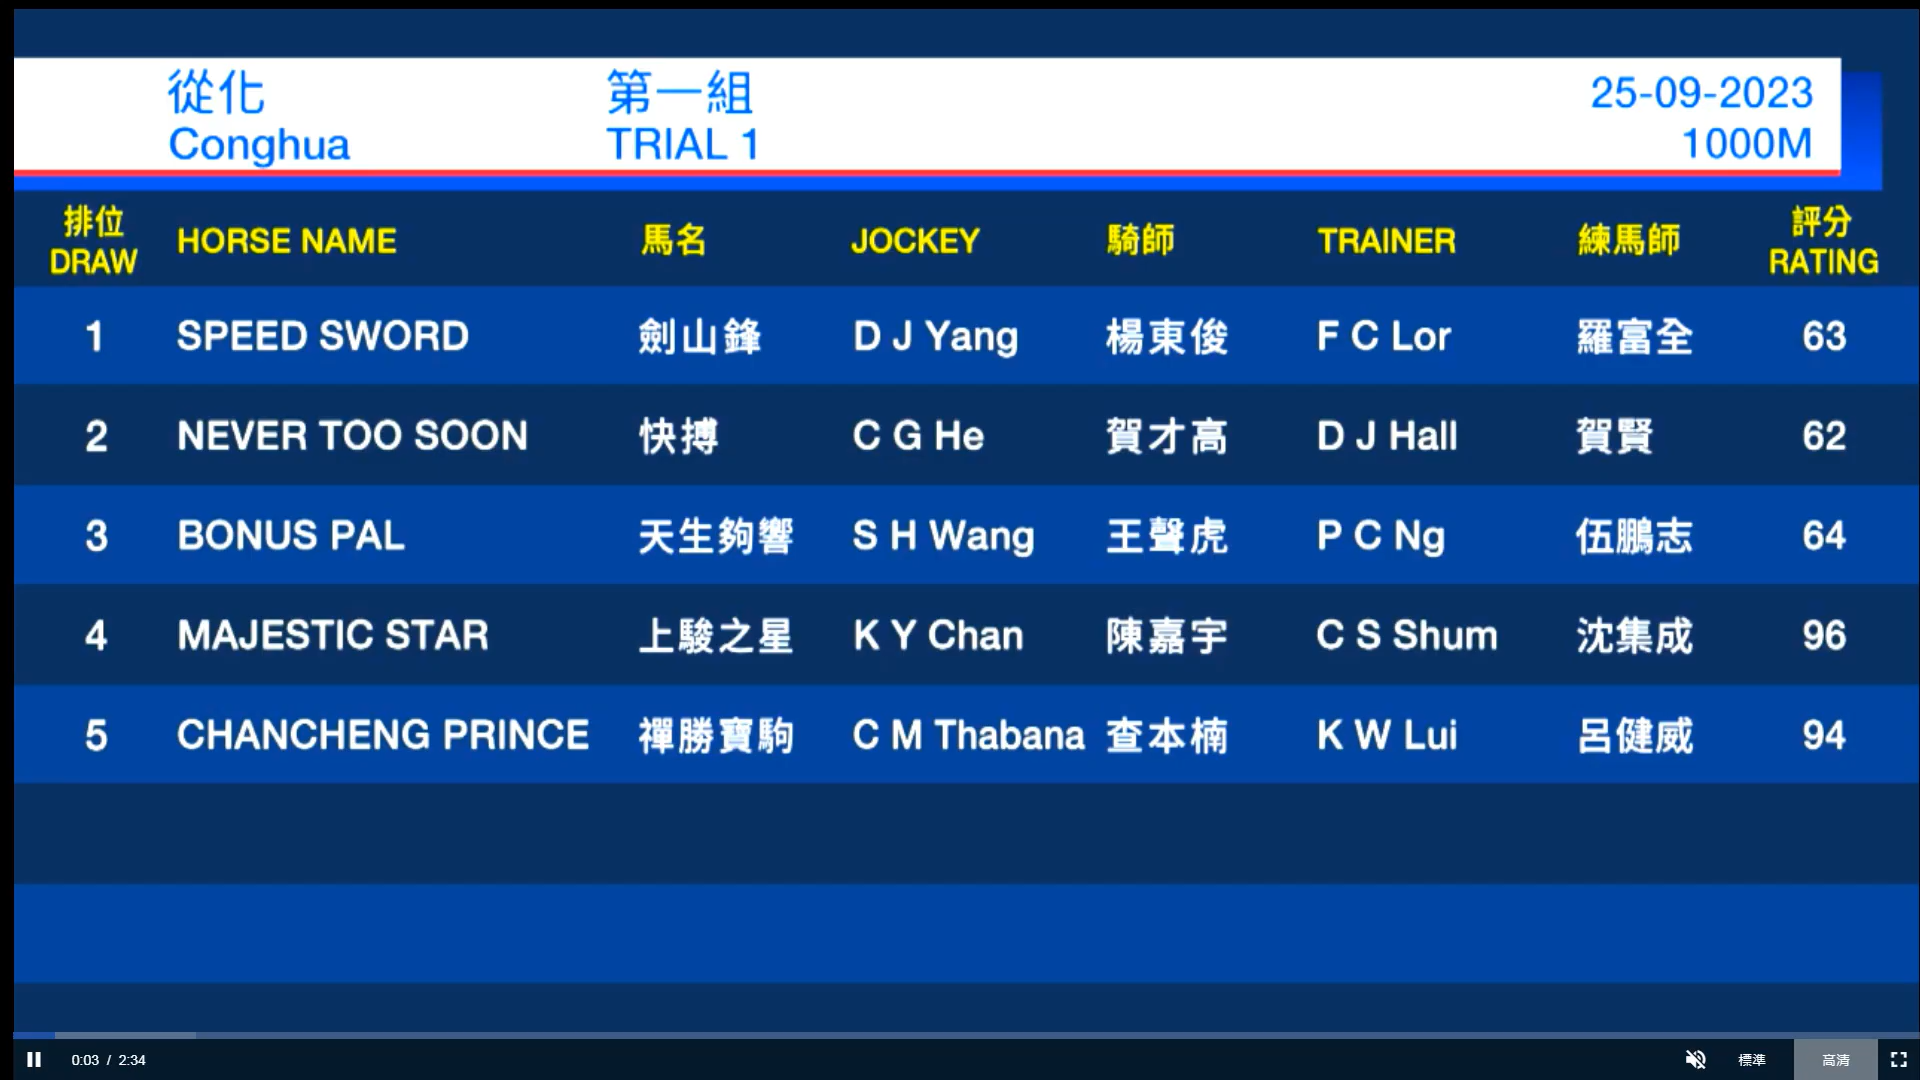 從化 第一組 25-09-2023
Conghua TRIAL 1 1000M
排位 DRAW HORSE NAME 馬名 JOCKEY 騎師 TRAINER 練馬師 評分 RATING
1 SPEED SWORD 劍山鋒 D J Yang 楊東俊 F C Lor 羅富全 63
2 NEVER TOO SOON 快搏 C G He 賀才高 D J Hall 賀賢 62
3 BONUS PAL 天生夠響 S H Wang 王聲虎 P C Ng 伍鵬志 64
4 MAJESTIC STAR 上駿之星 K Y Chan 陳嘉宇 C S Shum 沈集成 96
5 CHANCHENG PRINCE 禪勝寶駒 C M Thabana 查本楠 K W Lui 呂健威 94
0:03 / 2:34 標準 高清